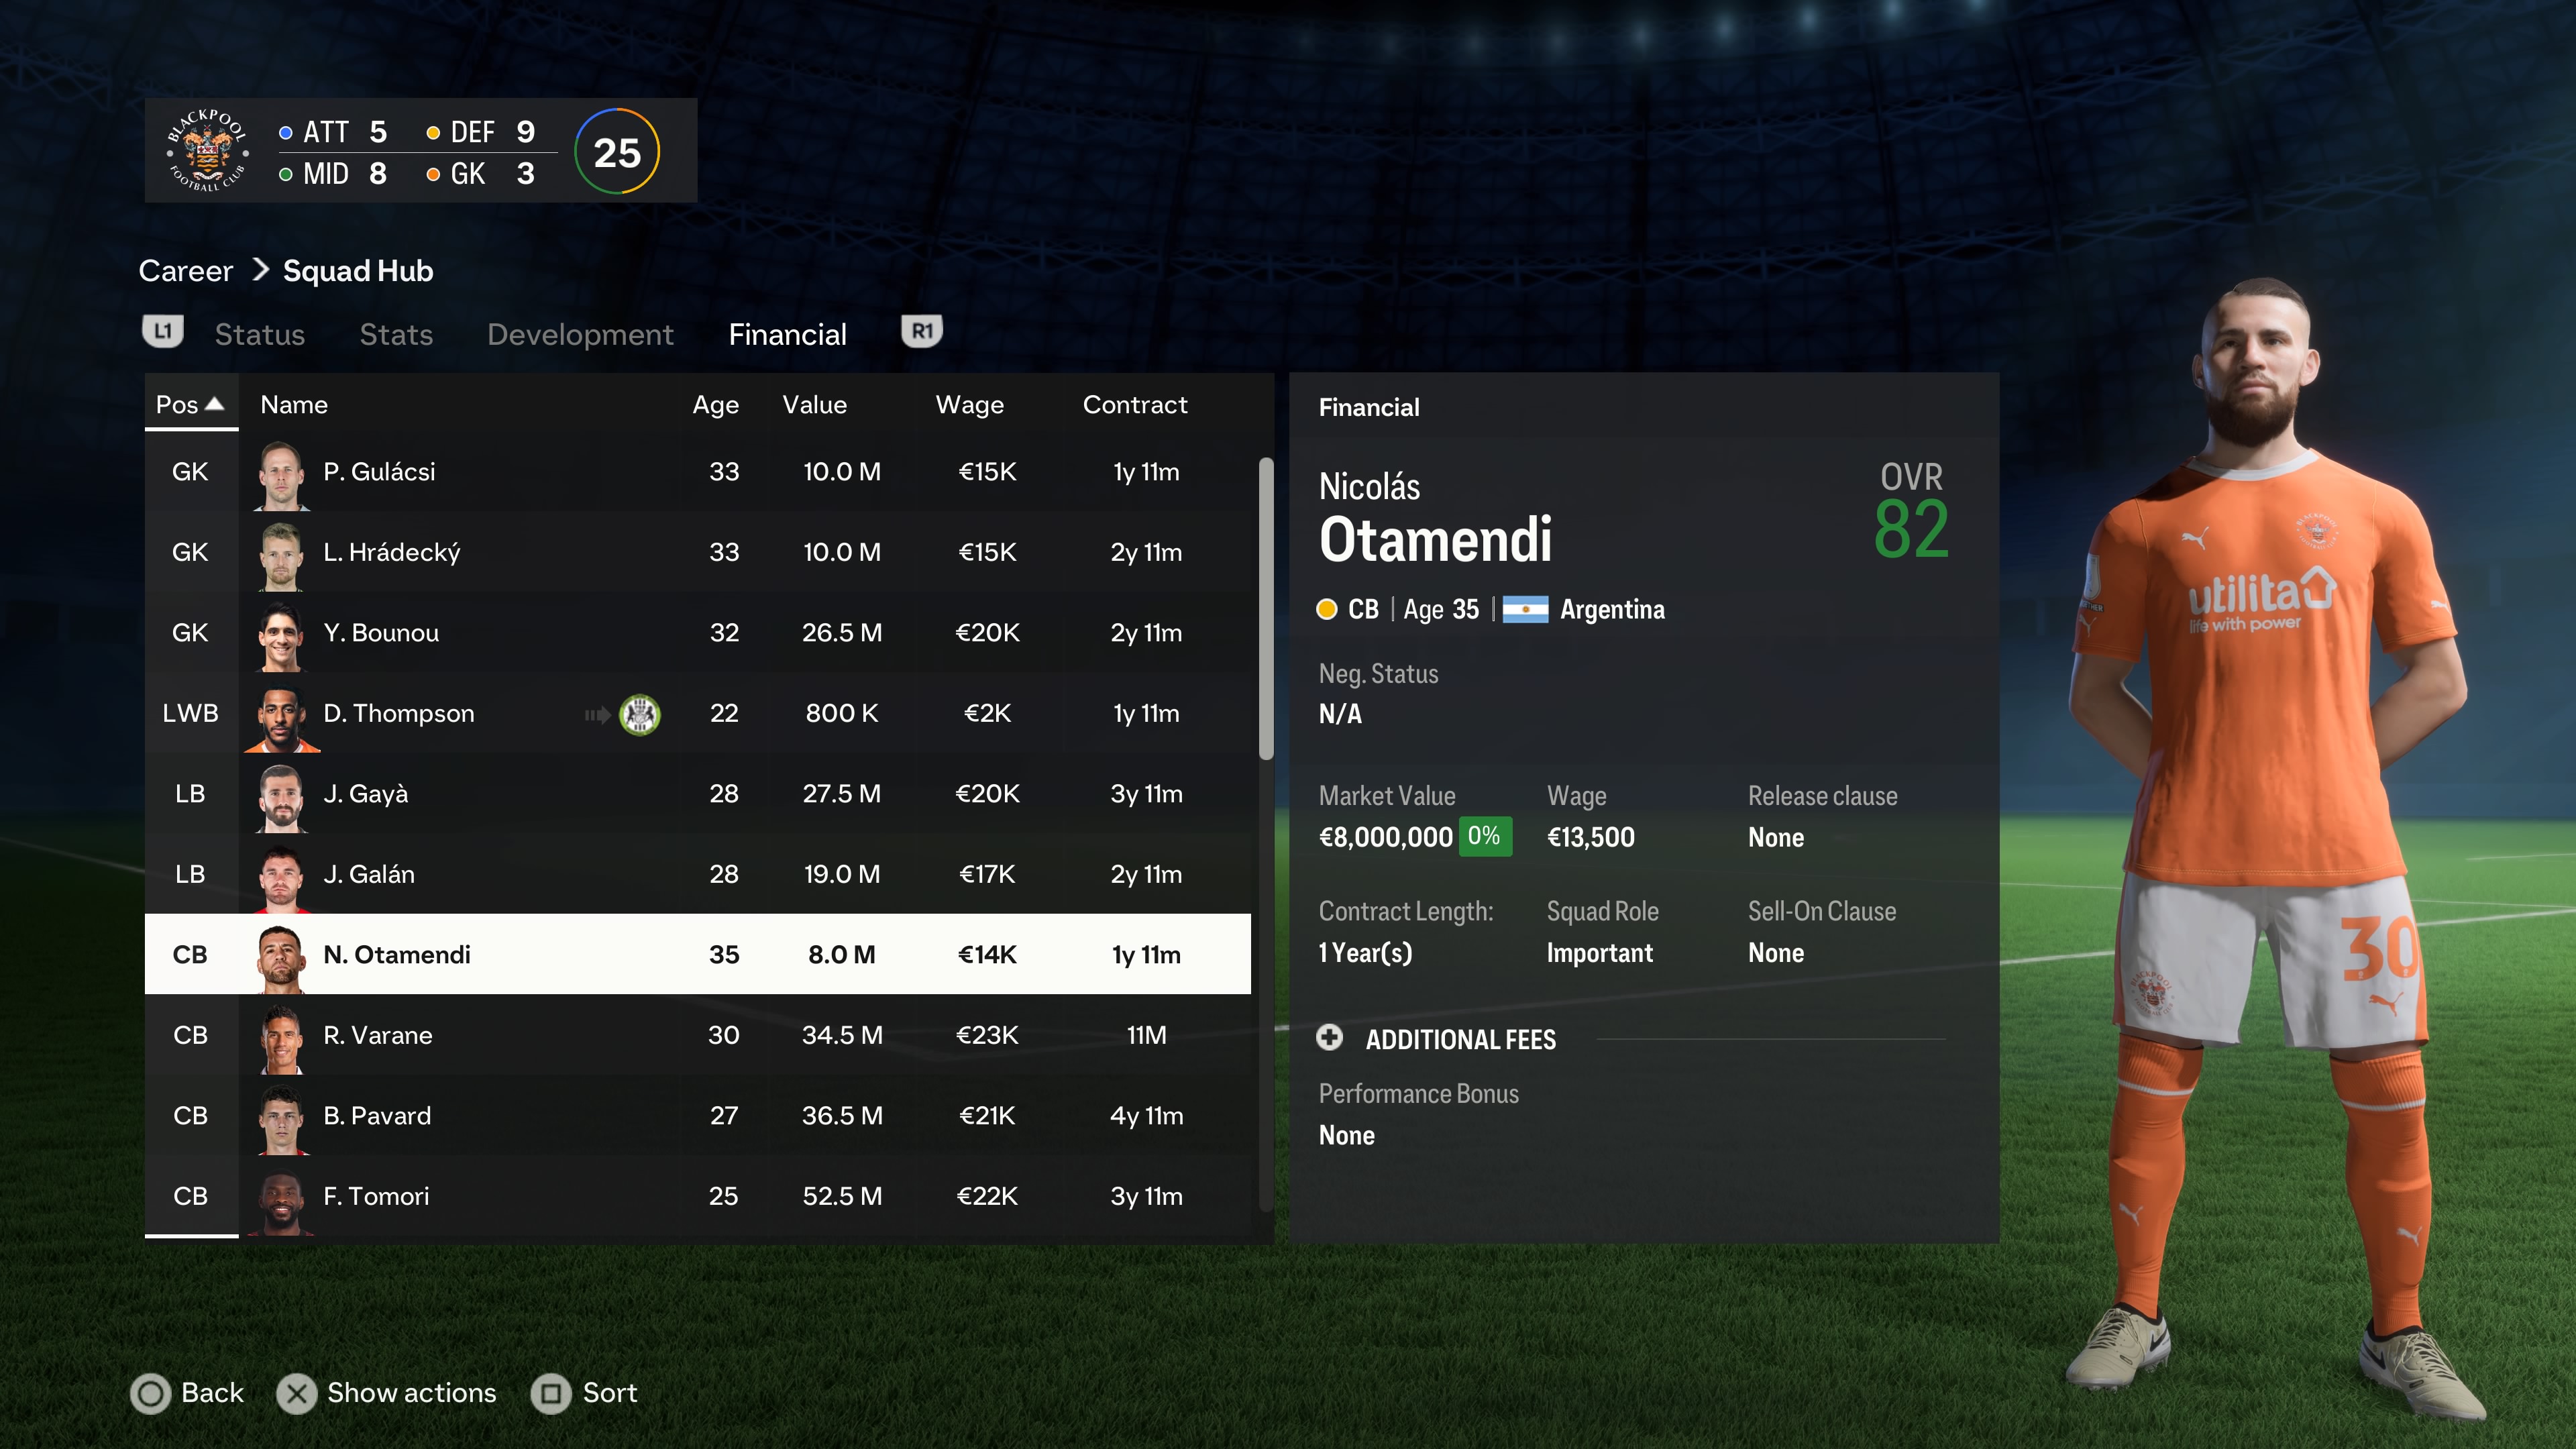 BLACKPOOL
FOOTBALL CLUB
ATT 5 DEF 9
MID 8 GK 3
25
Career > Squad Hub
L1 Status Stats Development Financial R1
Pos Name Age Value Wage Contract
GK P. Gulácsi 33 10.0 M €15K 1y 11m
GK L. Hrádecký 33 10.0 M €15K 2y 11m
GK Y. Bounou 32 26.5 M €20K 2y 11m
LWB D. Thompson 22 800 K €2K 1y 11m
LB J. Gayà 28 27.5 M €20K 3y 11m
LB J. Galán 28 19.0 M €17K 2y 11m
CB N. Otamendi 35 8.0 M €14K 1y 11m
CB R. Varane 30 34.5 M €23K 11M
CB B. Pavard 27 36.5 M €21K 4y 11m
CB F. Tomori 25 52.5 M €22K 3y 11m
Financial
Nicolás
Otamendi
OVR
82
CB | Age 35 | Argentina
Neg. Status
N/A
Market Value Wage Release clause
€8,000,000 0% €13,500 None
Contract Length: Squad Role Sell-On Clause
1 Year(s) Important None
ADDITIONAL FEES
Performance Bonus
None
utilita
life with power
30
Back Show actions Sort